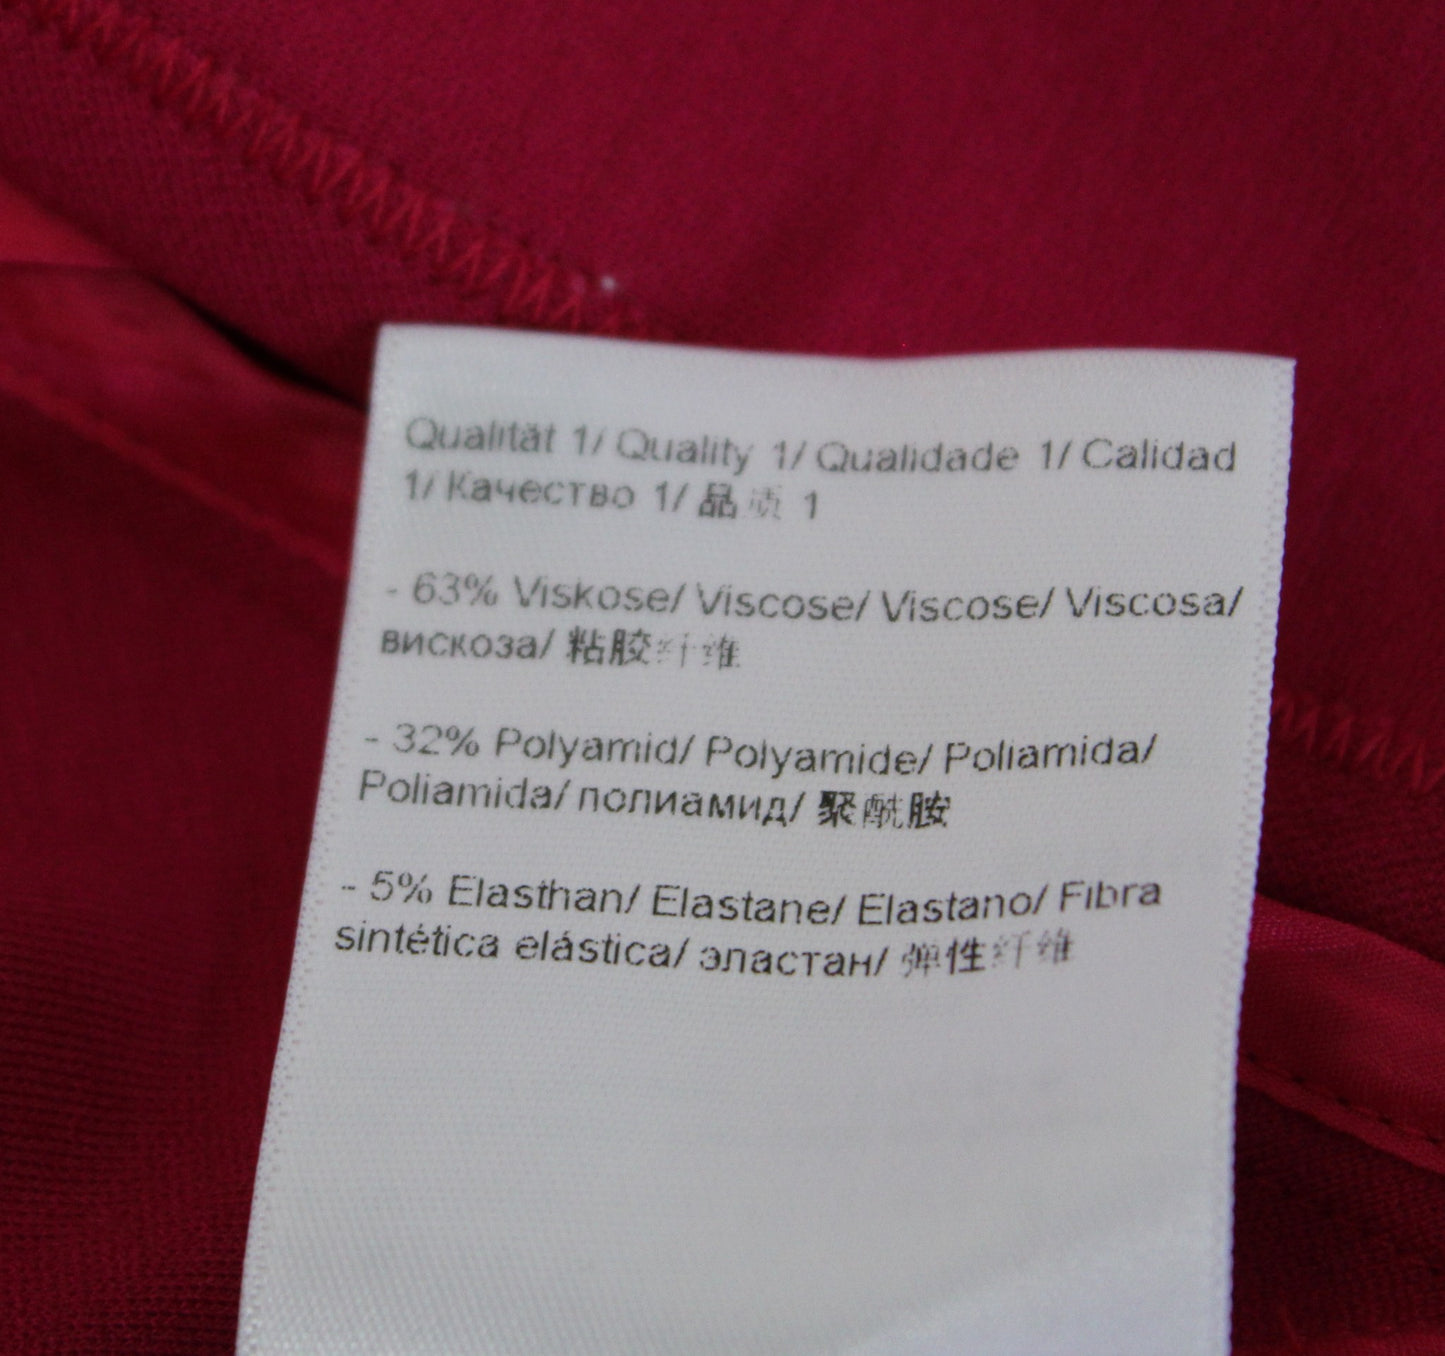 Qualität 1/ Quality 1/ Qualidade 1/ Calidad
1/ Качество 1/ 品质 1
- 63% Viskose/ Viscose/ Viscose/ Viscosa/
вискоза/ 粘胶纤维
- 32% Polyamid/ Polyamide/ Poliamida/
Poliamida/ полиамид/ 聚酰胺
- 5% Elasthan/ Elastane/ Elastano/ Fibra
sintética elástica/ эластан/ 弹性纤维